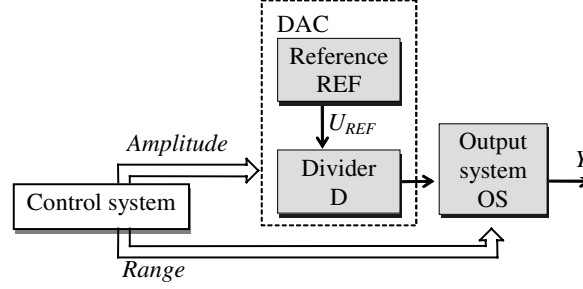 DAC
Reference
REF
U_REF
Amplitude
Divider
D
Output
system
OS
Y
Control system
Range